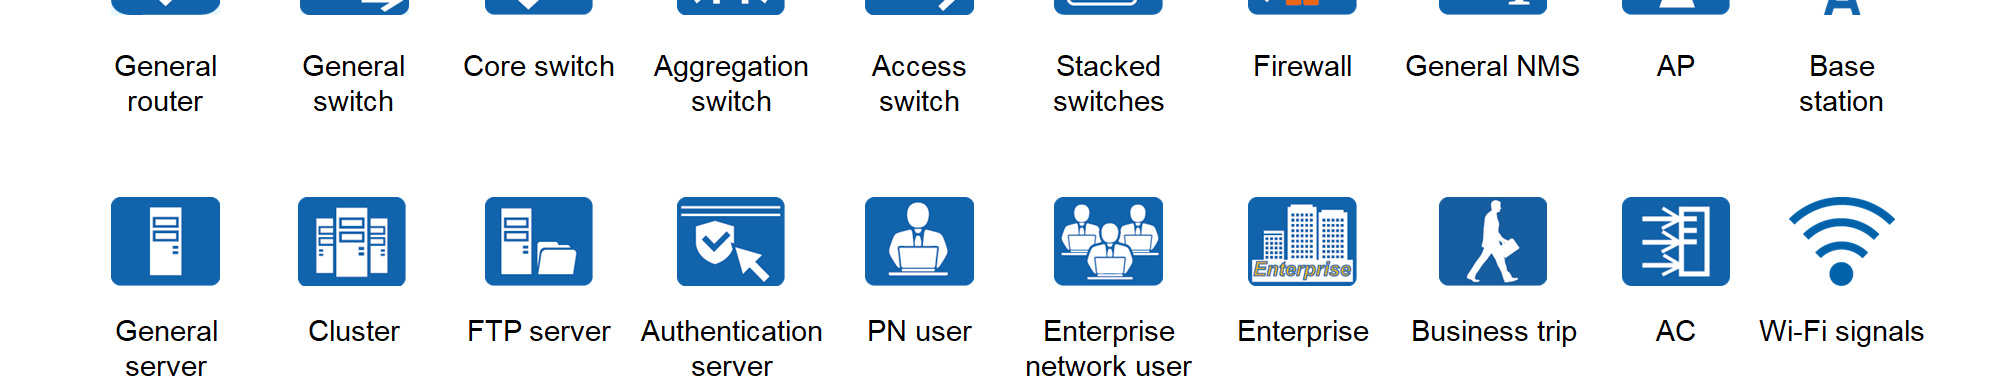 General router
General switch
Core switch
Aggregation switch
Access switch
Stacked switches
Firewall
General NMS
AP
Base station
Enterprise
General server
Cluster
FTP server
Authentication server
PN user
Enterprise network user
Enterprise
Business trip
AC
Wi-Fi signals